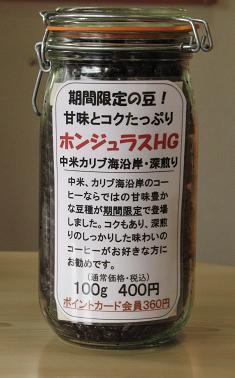 期間限定の豆！
甘味とコクたっぷり
ホンジュラスHG
中米カリブ海沿岸・深煎り
中米、カリブ海沿岸のコー
ヒーならではの甘味豊か
な豆種が期間限定で登場
しました。コクもあり、深煎
りのしっかりした味わいの
コーヒーがお好きな方に
お勧めです。
（通常価格・税込）
100g 400円
ポイントカード会員360円